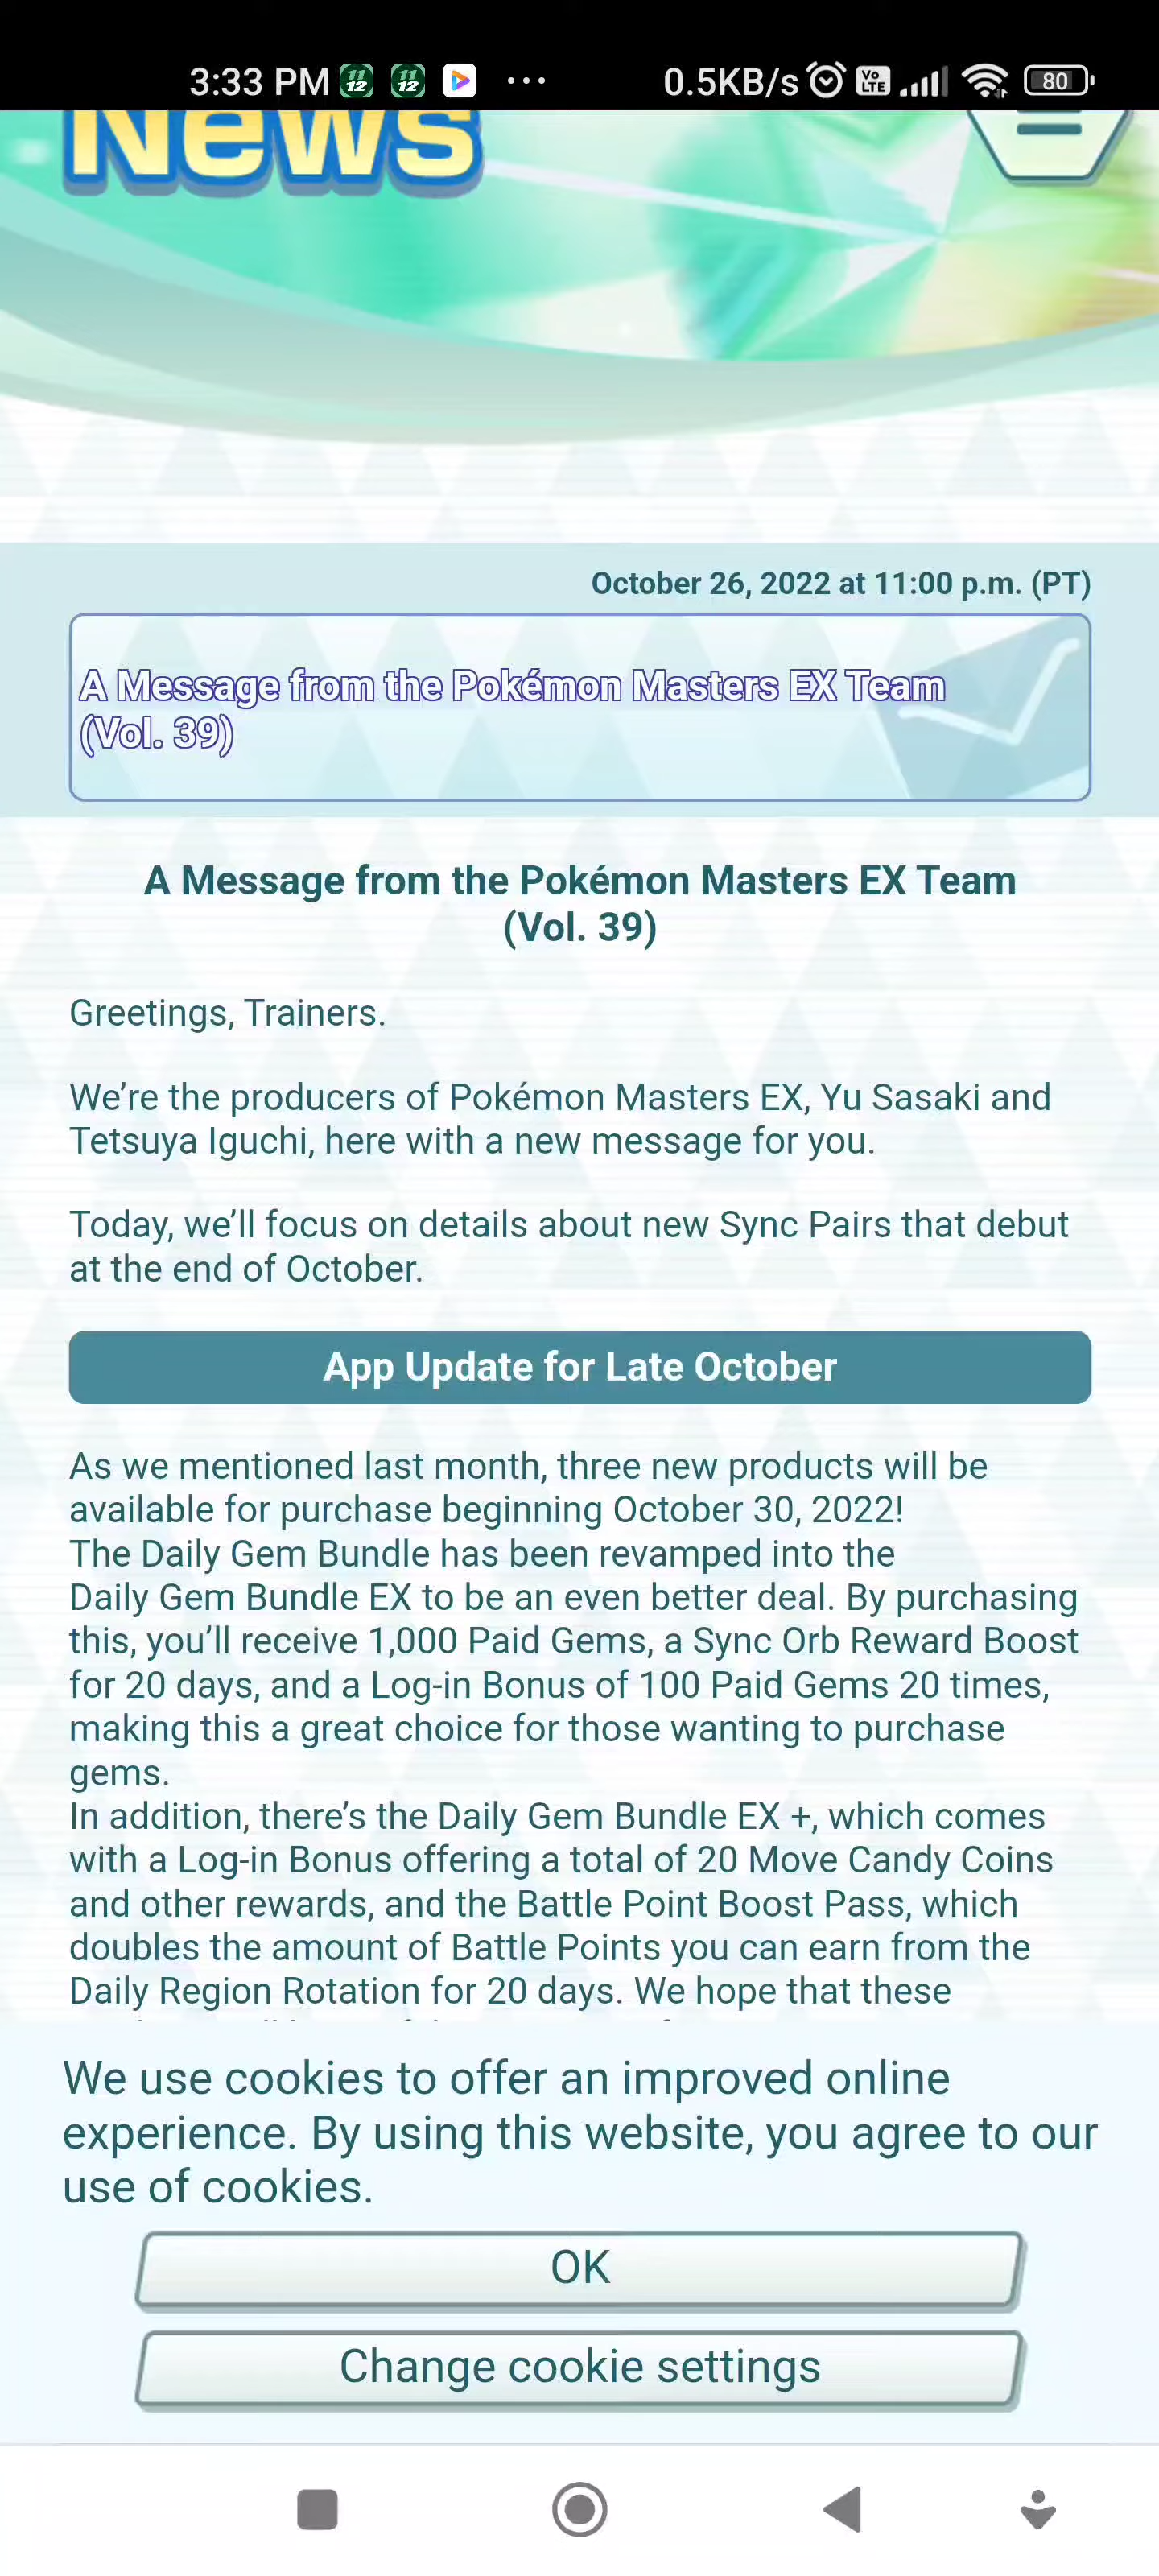 3:33 PM 11 12 11 12 ... 0.5KB/s Vo LTE 80
News
October 26, 2022 at 11:00 p.m. (PT)
A Message from the Pokémon Masters EX Team
(Vol. 39)
A Message from the Pokémon Masters EX Team
(Vol. 39)
Greetings, Trainers.
We’re the producers of Pokémon Masters EX, Yu Sasaki and
Tetsuya Iguchi, here with a new message for you.
Today, we’ll focus on details about new Sync Pairs that debut
at the end of October.
App Update for Late October
As we mentioned last month, three new products will be
available for purchase beginning October 30, 2022!
The Daily Gem Bundle has been revamped into the
Daily Gem Bundle EX to be an even better deal. By purchasing
this, you’ll receive 1,000 Paid Gems, a Sync Orb Reward Boost
for 20 days, and a Log-in Bonus of 100 Paid Gems 20 times,
making this a great choice for those wanting to purchase
gems.
In addition, there’s the Daily Gem Bundle EX +, which comes
with a Log-in Bonus offering a total of 20 Move Candy Coins
and other rewards, and the Battle Point Boost Pass, which
doubles the amount of Battle Points you can earn from the
Daily Region Rotation for 20 days. We hope that these
We use cookies to offer an improved online
experience. By using this website, you agree to our
use of cookies.
OK
Change cookie settings